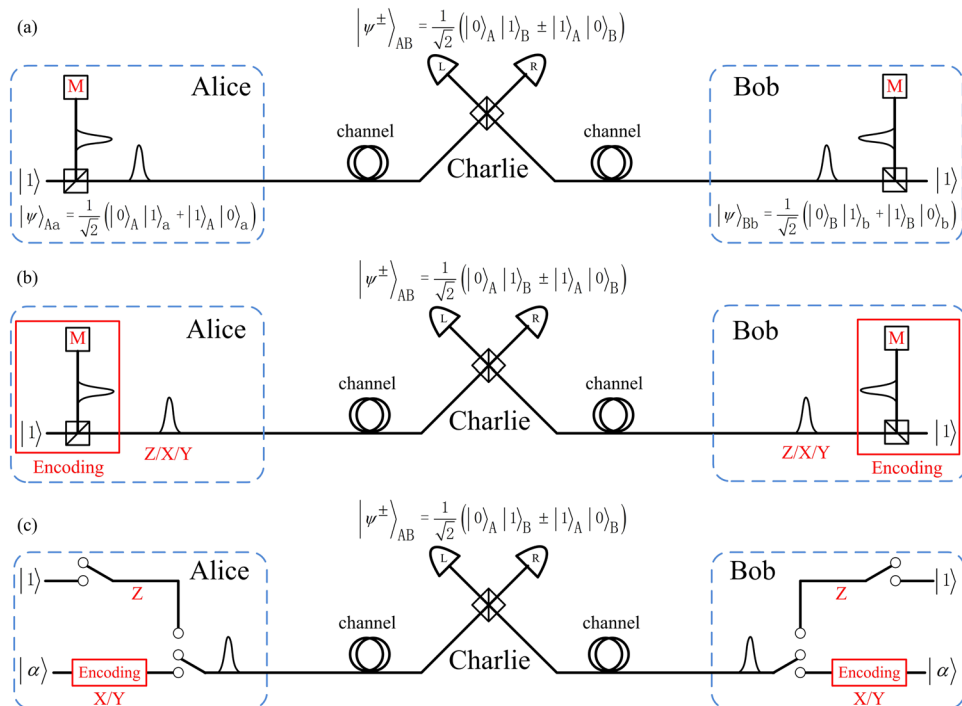 (a)
|ψ±⟩AB = 1/√2 (|0⟩A |1⟩B ± |1⟩A |0⟩B)
M Alice L R Bob M
channel channel
Charlie
|1⟩ |1⟩
|ψ⟩Aa = 1/√2 (|0⟩A |1⟩a + |1⟩A |0⟩a) |ψ⟩Bb = 1/√2 (|0⟩B |1⟩b + |1⟩B |0⟩b)
(b)
|ψ±⟩AB = 1/√2 (|0⟩A |1⟩B ± |1⟩A |0⟩B)
M Alice L R Bob M
channel channel
Charlie
|1⟩ |1⟩
Encoding Z/X/Y Z/X/Y Encoding
(c)
|ψ±⟩AB = 1/√2 (|0⟩A |1⟩B ± |1⟩A |0⟩B)
|1⟩ Alice L R Bob |1⟩
Z Z
channel channel
Charlie
|α⟩ Encoding Encoding |α⟩
X/Y X/Y